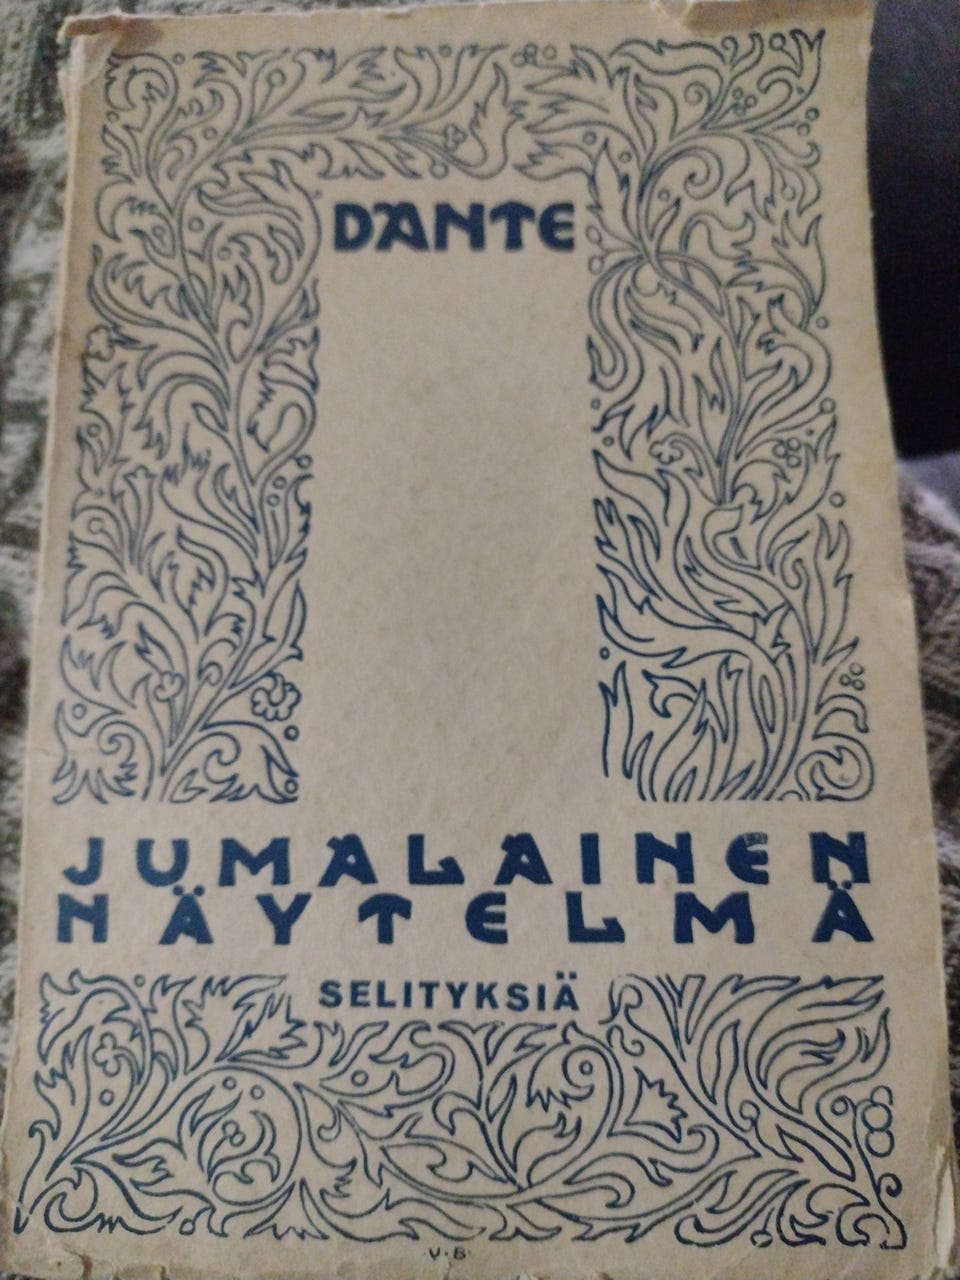 DANTE
JUMALAINEN
NÄYTELMÄ
SELITYKSIÄ
V·B·